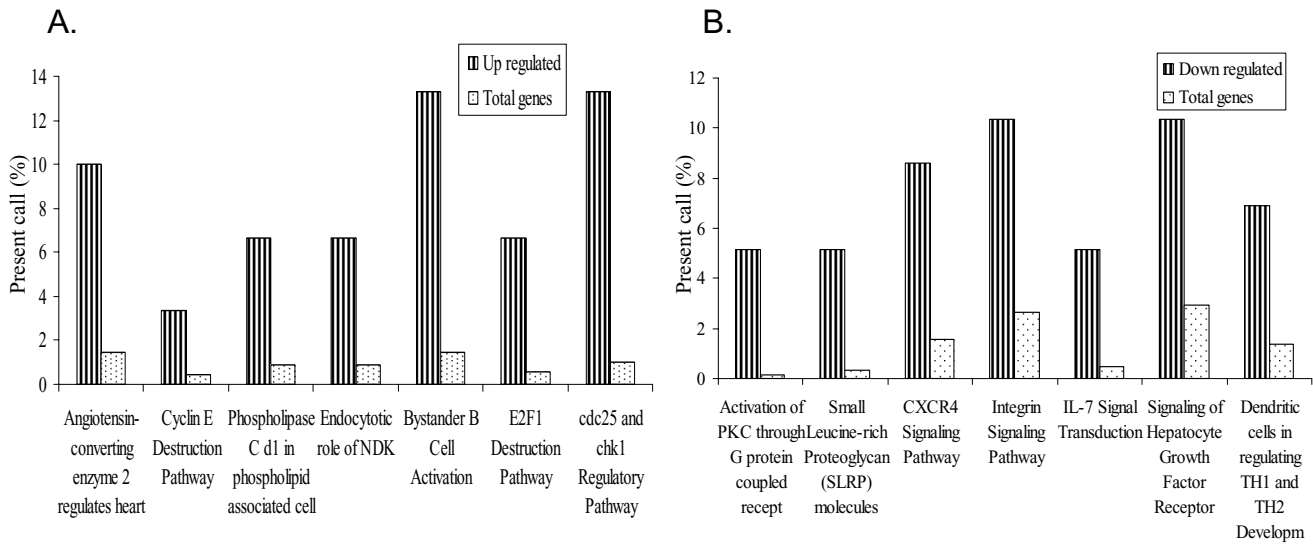 A.
Up regulated
Total genes
Present call (%)
14
12
10
8
6
4
2
0
Angiotensin-
converting
enzyme 2
regulates heart
Cyclin E
Destruction
Pathway
Phospholipase
C d1 in
phospholipid
associated cell
Endocytotic
role of NDK
Bystander B
Cell
Activation
E2F1
Destruction
Pathway
cdc25 and
chk1
Regulatory
Pathway
B.
Down regulated
Total genes
Present call (%)
12
10
8
6
4
2
0
Activation of
PKC through
G protein
coupled
recept
Small
Leucine-rich
Proteoglycan
(SLRP)
molecules
CXCR4
Signaling
Pathway
Integrin
Signaling
Pathway
IL-7 Signal
Transduction
Signaling of
Hepatocyte
Growth
Factor
Receptor
Dendritic
cells in
regulating
TH1 and
TH2
Developm